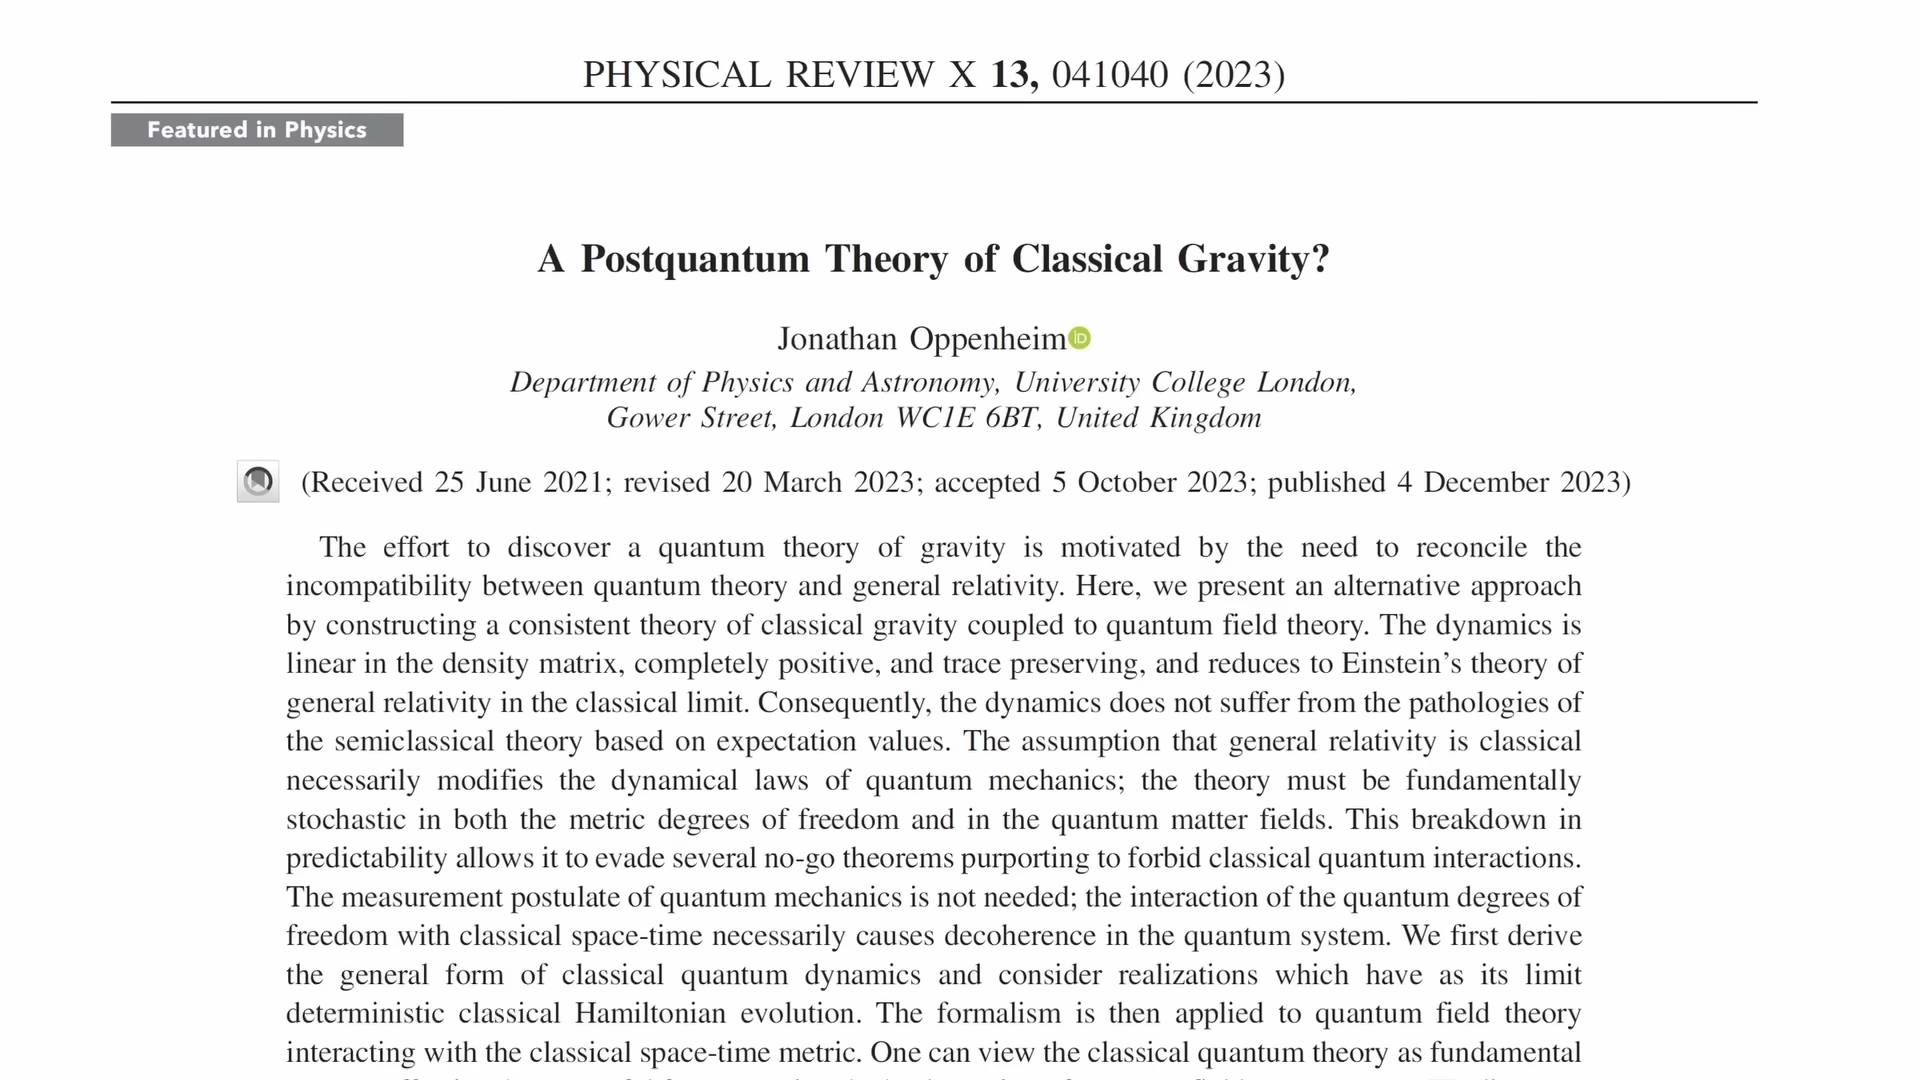 PHYSICAL REVIEW X 13, 041040 (2023)
Featured in Physics
A Postquantum Theory of Classical Gravity?
Jonathan Oppenheim
Department of Physics and Astronomy, University College London,
Gower Street, London WC1E 6BT, United Kingdom
(Received 25 June 2021; revised 20 March 2023; accepted 5 October 2023; published 4 December 2023)
The effort to discover a quantum theory of gravity is motivated by the need to reconcile the
incompatibility between quantum theory and general relativity. Here, we present an alternative approach
by constructing a consistent theory of classical gravity coupled to quantum field theory. The dynamics is
linear in the density matrix, completely positive, and trace preserving, and reduces to Einstein's theory of
general relativity in the classical limit. Consequently, the dynamics does not suffer from the pathologies of
the semiclassical theory based on expectation values. The assumption that general relativity is classical
necessarily modifies the dynamical laws of quantum mechanics; the theory must be fundamentally
stochastic in both the metric degrees of freedom and in the quantum matter fields. This breakdown in
predictability allows it to evade several no-go theorems purporting to forbid classical quantum interactions.
The measurement postulate of quantum mechanics is not needed; the interaction of the quantum degrees of
freedom with classical space-time necessarily causes decoherence in the quantum system. We first derive
the general form of classical quantum dynamics and consider realizations which have as its limit
deterministic classical Hamiltonian evolution. The formalism is then applied to quantum field theory
interacting with the classical space-time metric. One can view the classical quantum theory as fundamental